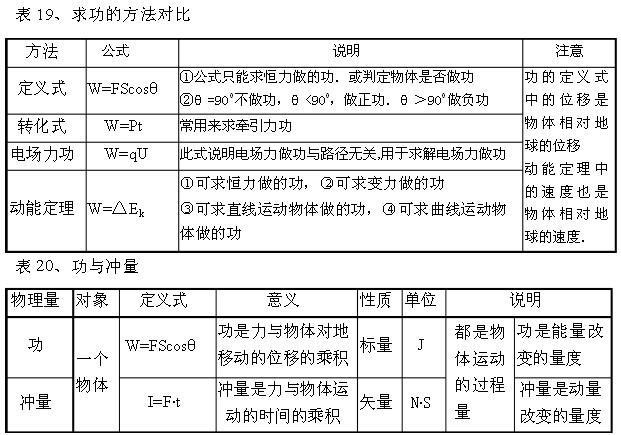 表 19、求功的方法对比
方法 公式 说明 注意
定义式 W=FScosθ ①公式只能求恒力做的功．或判定物体是否做功
②θ=90⁰不做功，θ<90⁰，做正功．θ＞90⁰做负功
转化式 W=Pt 常用来求牵引力功
电场力功 W=qU 此式说明电场力做功与路径无关,用于求解电场力做功
动能定理 W=△Eₖ ①可求恒力做的功，②可求变力做的功
③可求直线运动物体做的功，④可求曲线运动物
体做的功
功的定义式
中的位移是
物体相对地
球的位移
动能定理中
的速度也是
物体相对地
球的速度．
表20、功与冲量
物理量 对象 定义式 意义 性质 单位 说明
功 W=FScosθ 功是力与物体对地
移动的位移的乘积 标量 J 功是能量改
变的量度
一个
物体
都是物
体运动
的过程
量
冲量 I=F·t 冲量是力与物体运
动的时间的乘积 矢量 N·S 冲量是动量
改变的量度